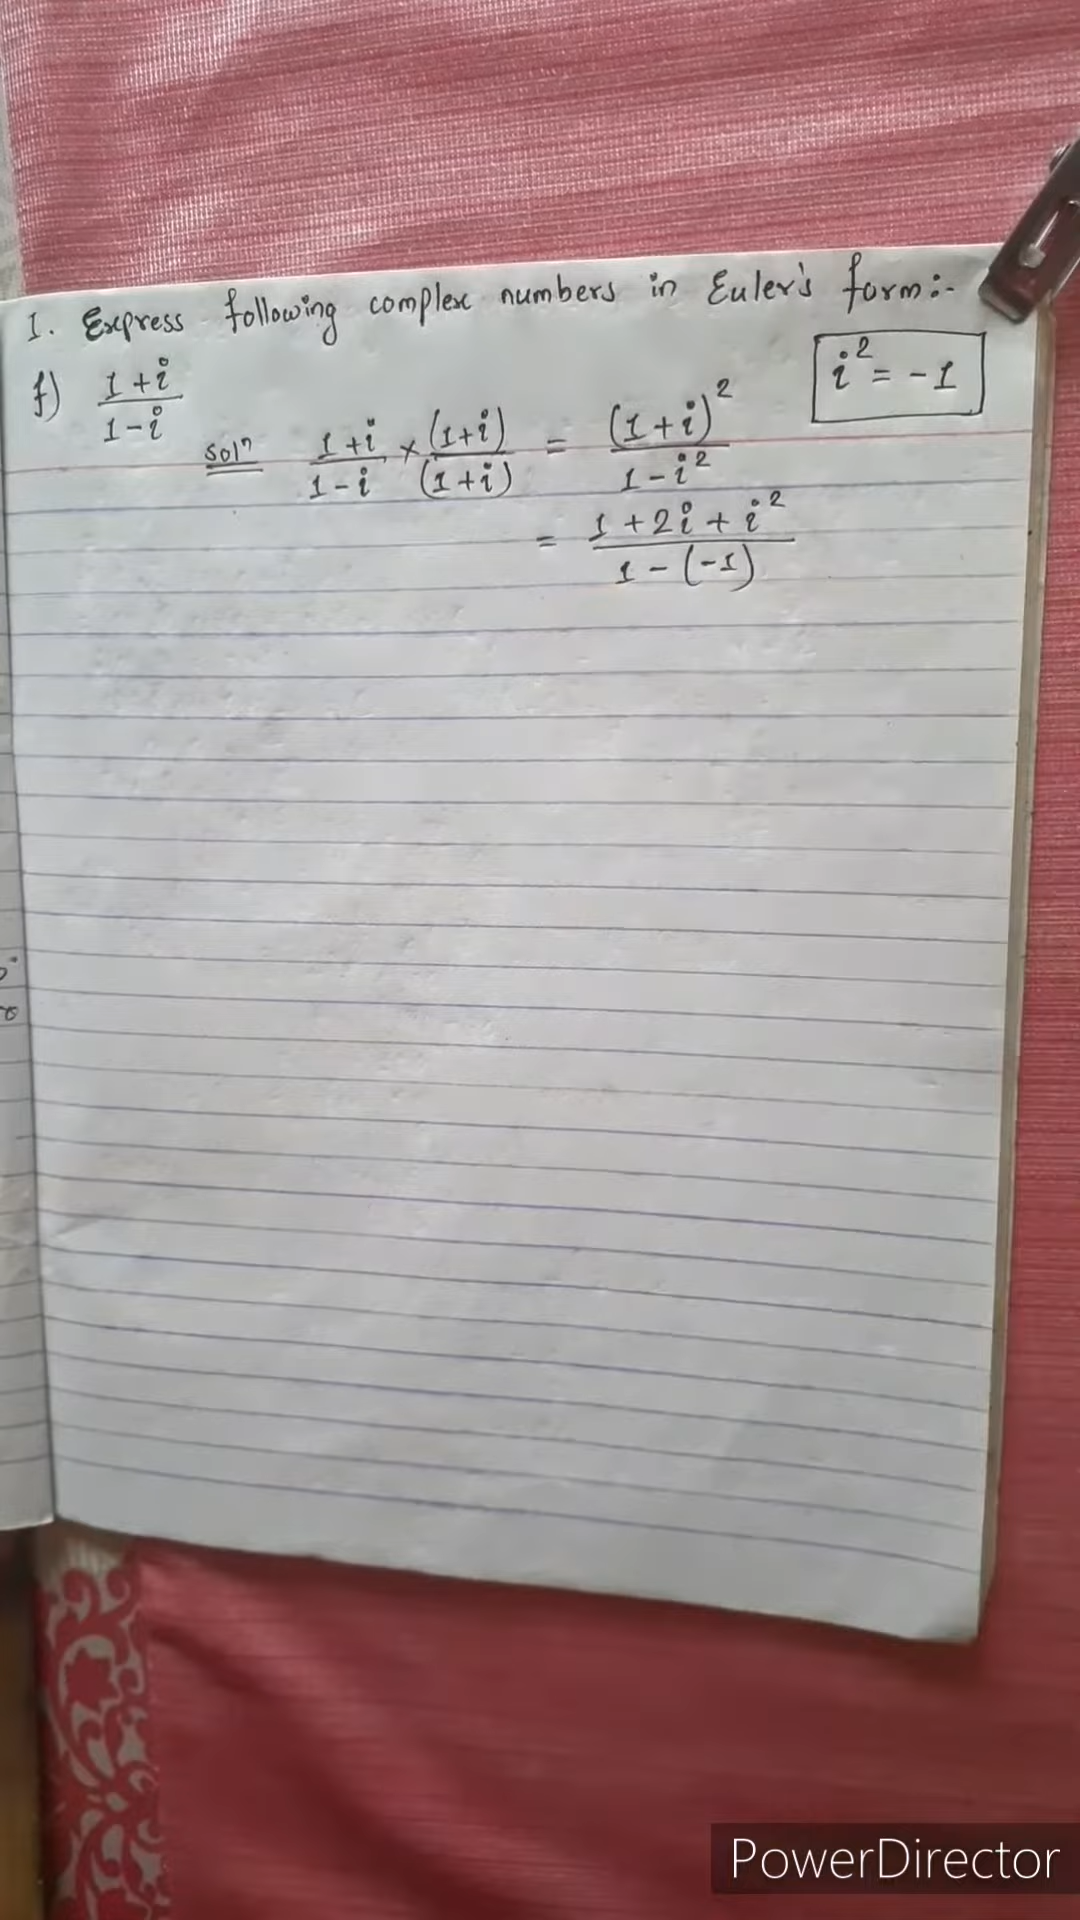 I. Express following complex numbers in Euler's form:-
f) 1+i / 1-i
i² = -1
Solⁿ 1+i / 1-i × (1+i) / (1+i) = (1+i)² / 1-i²
= 1+2i+i² / 1-(-1)
PowerDirector